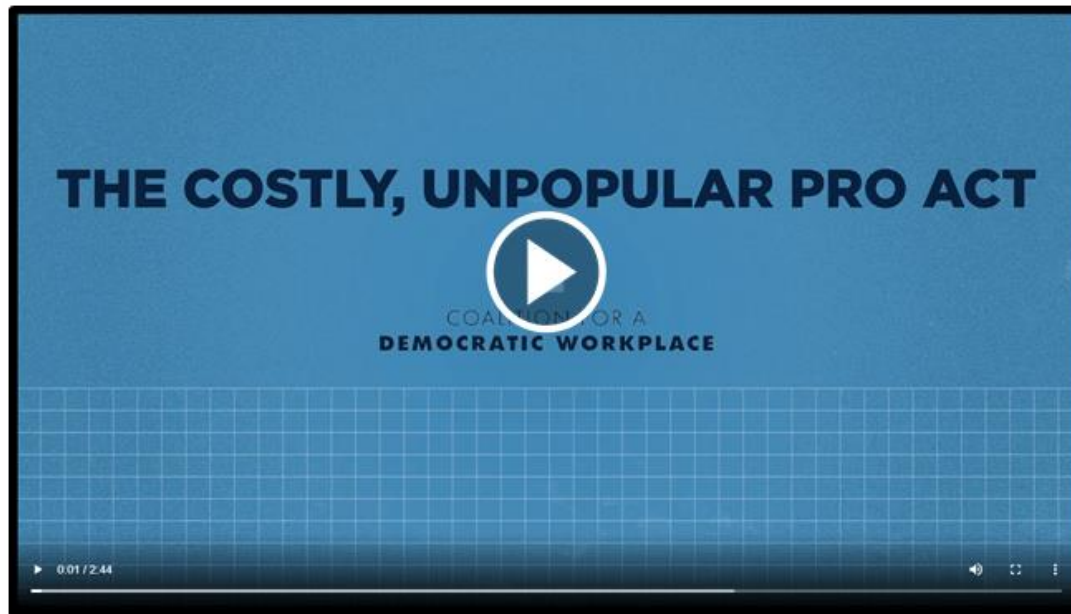 THE COSTLY, UNPOPULAR PRO ACT
COALITION FOR A
DEMOCRATIC WORKPLACE
0:01 / 2:44